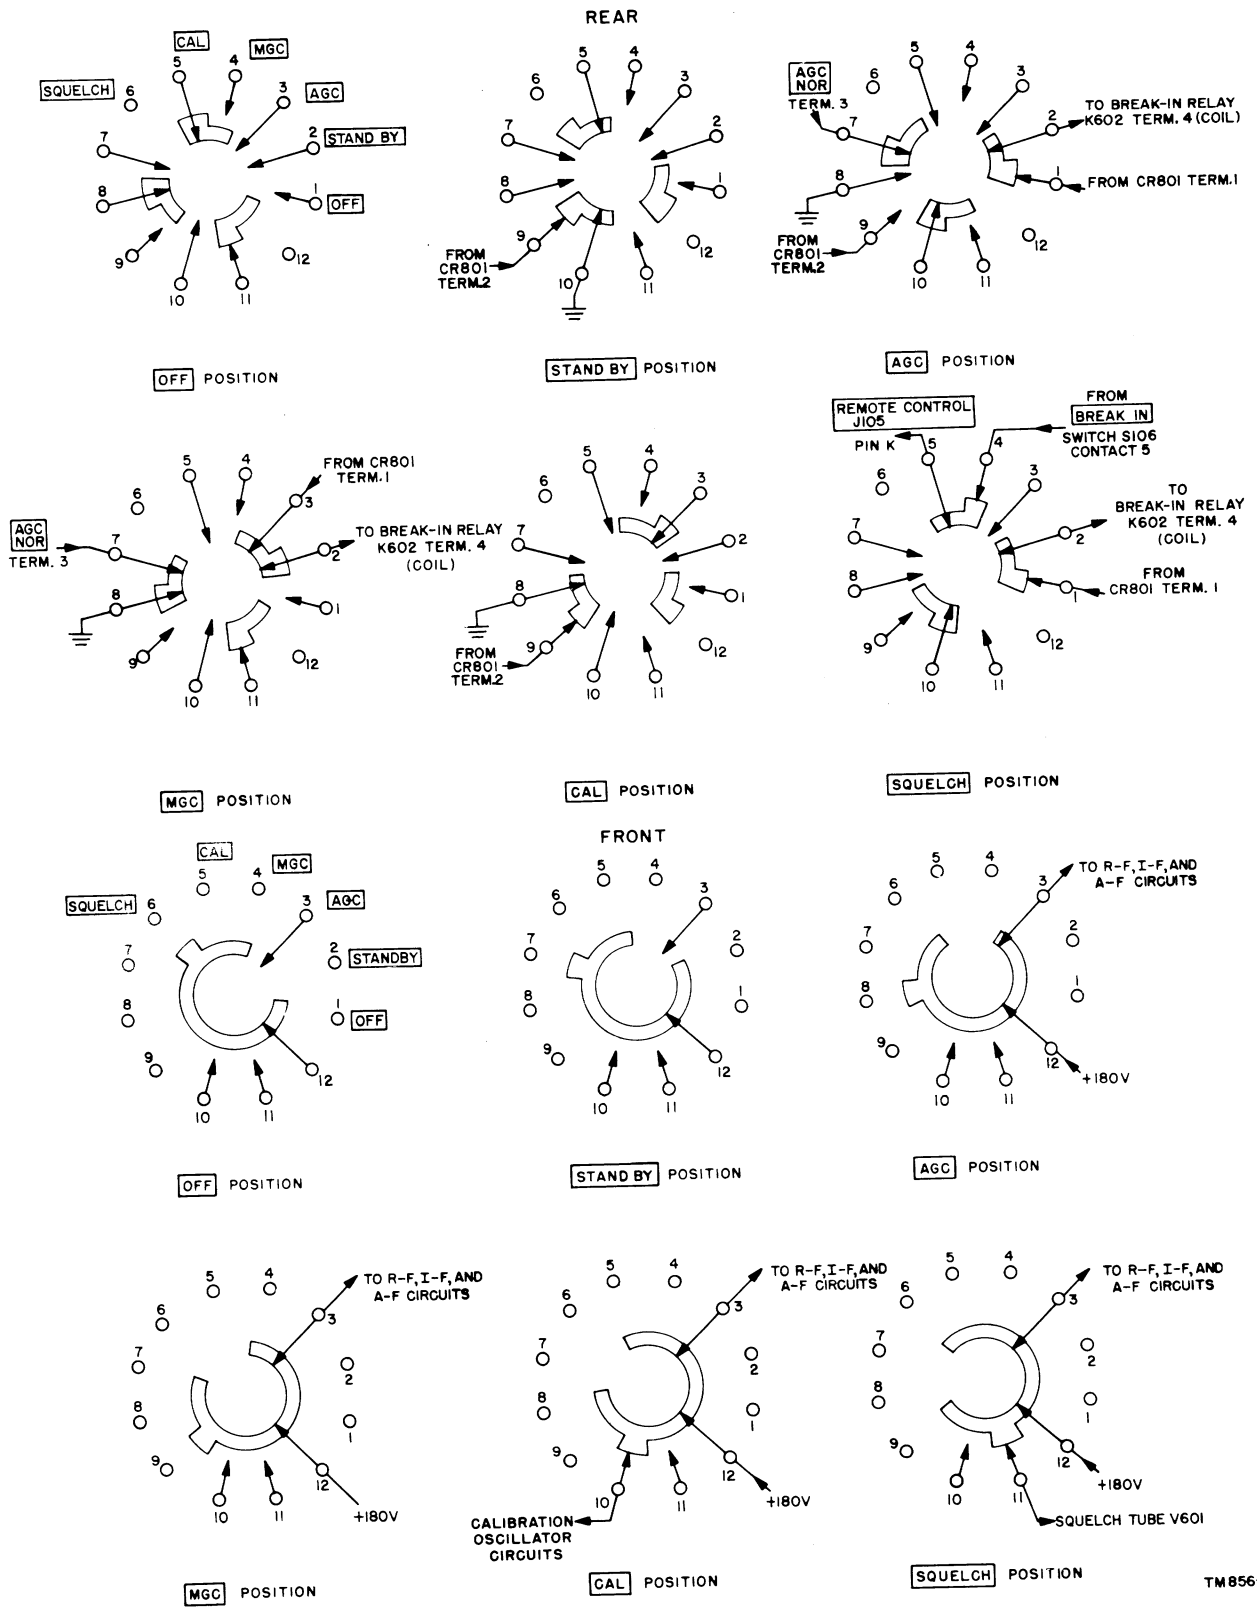 REAR
CAL
MGC
SQUELCH
AGC
STAND BY
OFF
5
4
3
6
2
7
1
8
9
12
10
11
OFF POSITION
5
4
3
6
2
7
1
8
9
12
10
11
FROM
CR801
TERM.2
STAND BY POSITION
AGC
NOR
TERM. 3
5
4
3
6
2
7
1
8
9
12
10
11
TO BREAK-IN RELAY
K602 TERM. 4 (COIL)
FROM CR801 TERM.1
FROM
CR801
TERM.2
AGC POSITION
5
4
3
6
2
7
1
8
9
12
10
11
FROM CR801
TERM.1
AGC
NOR
TERM. 3
TO BREAK-IN RELAY
K602 TERM. 4
(COIL)
MGC POSITION
5
4
3
6
2
7
1
8
9
12
10
11
FROM
CR801
TERM.2
CAL POSITION
REMOTE CONTROL
J105
PIN K
FROM
BREAK IN
SWITCH S106
CONTACT 5
5
4
3
6
2
7
1
8
9
12
10
11
TO
BREAK-IN RELAY
K602 TERM. 4
(COIL)
FROM
CR801 TERM. 1
SQUELCH POSITION
FRONT
CAL
MGC
SQUELCH
AGC
STANDBY
OFF
5
4
3
6
2
7
1
8
9
12
10
11
OFF POSITION
5
4
3
6
2
7
1
8
9
12
10
11
STAND BY POSITION
5
4
3
6
2
7
1
8
9
12
10
11
TO R-F, I-F, AND
A-F CIRCUITS
+180V
AGC POSITION
5
4
3
6
2
7
1
8
9
12
10
11
TO R-F, I-F, AND
A-F CIRCUITS
+180V
MGC POSITION
5
4
3
6
2
7
1
8
9
12
10
11
TO R-F, I-F, AND
A-F CIRCUITS
+180V
CALIBRATION
OSCILLATOR
CIRCUITS
CAL POSITION
5
4
3
6
2
7
1
8
9
12
10
11
TO R-F, I-F, AND
A-F CIRCUITS
+180V
SQUELCH TUBE V601
SQUELCH POSITION
TM856-